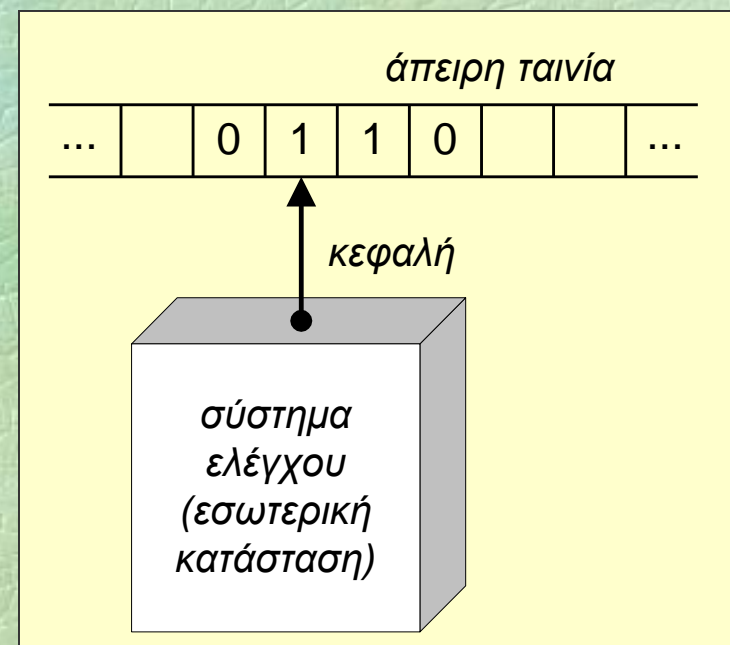 άπειρη ταινία
... 0 1 1 0 ...
κεφαλή
σύστημα
ελέγχου
(εσωτερική
κατάσταση)